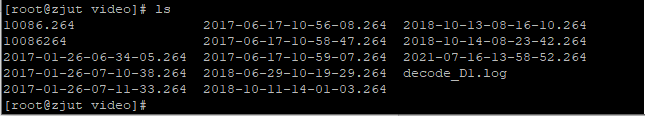 [root@zjut video]# ls
10086.264 2017-06-17-10-56-08.264 2018-10-13-08-16-10.264
10086264 2017-06-17-10-58-47.264 2018-10-14-08-23-42.264
2017-01-26-06-34-05.264 2017-06-17-10-59-07.264 2021-07-16-13-58-52.264
2017-01-26-07-10-38.264 2018-06-29-10-19-29.264 decode_D1.log
2017-01-26-07-11-33.264 2018-10-11-14-01-03.264
[root@zjut video]#